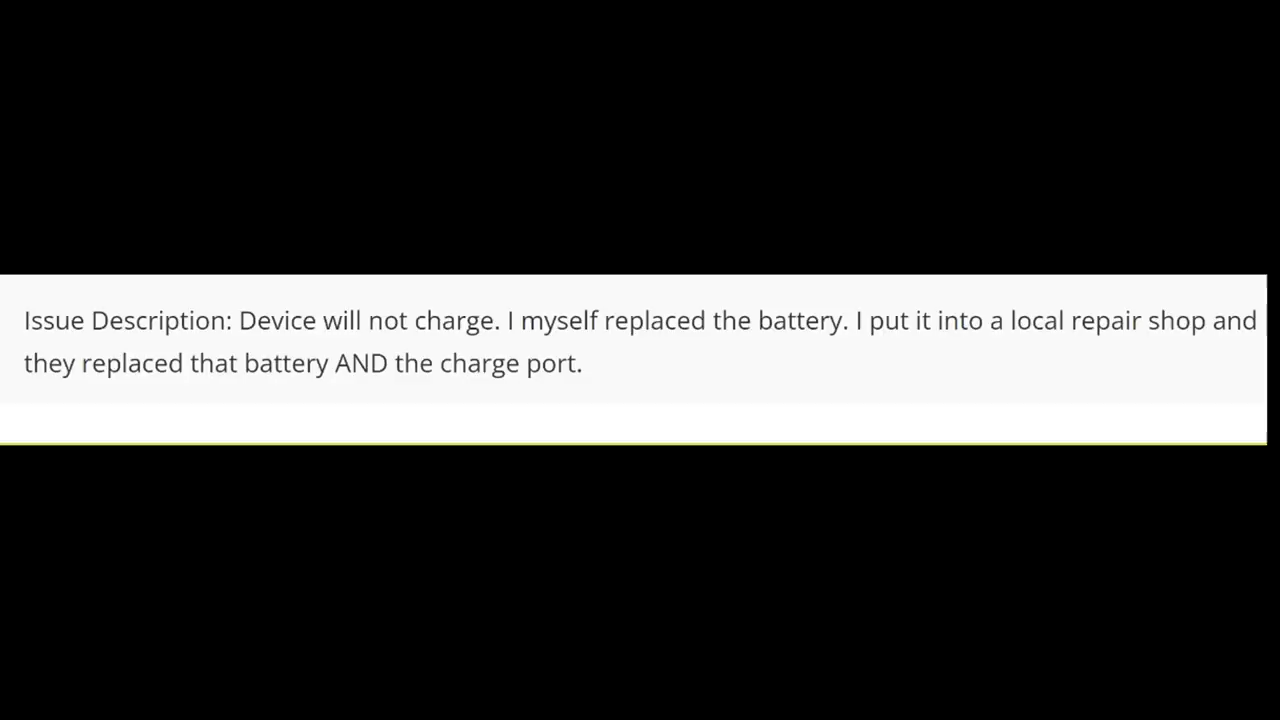 Issue Description: Device will not charge. I myself replaced the battery. I put it into a local repair shop and
they replaced that battery AND the charge port.